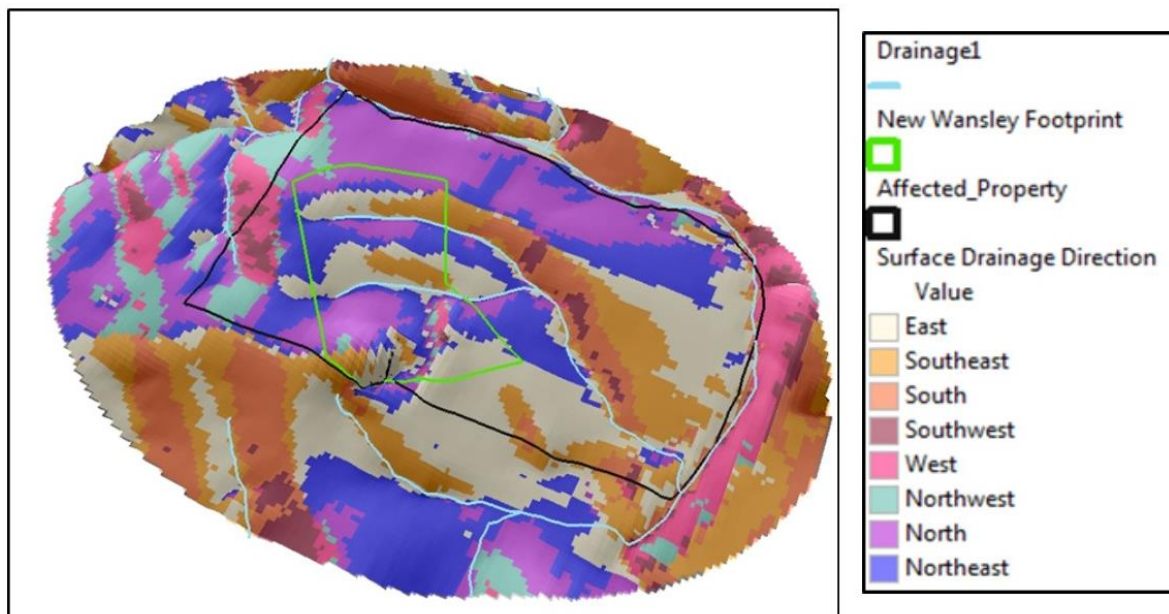 Drainage1
New Wansley Footprint
Affected_Property
Surface Drainage Direction
Value
East
Southeast
South
Southwest
West
Northwest
North
Northeast